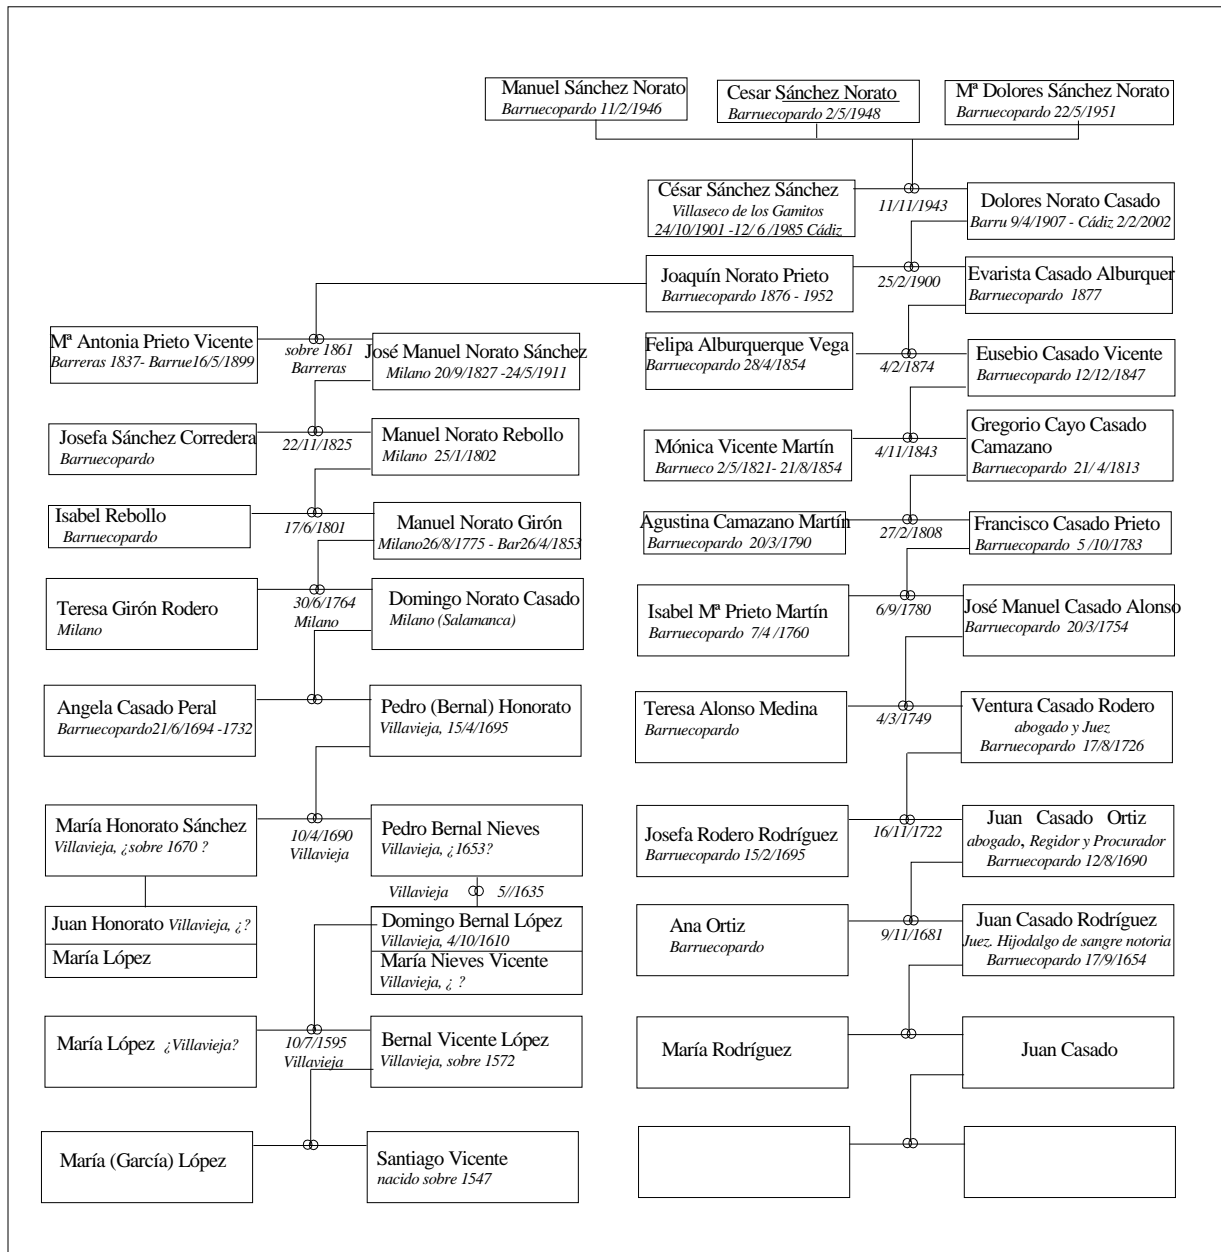 Manuel Sánchez Norato
Barruecopardo 11/2/1946
Cesar Sánchez Norato
Barruecopardo 2/5/1948
Mª Dolores Sánchez Norato
Barruecopardo 22/5/1951
César Sánchez Sánchez
Villaseco de los Gamitos
24/10/1901 -12/ 6 /1985 Cádiz
11/11/1943
Dolores Norato Casado
Barru 9/4/1907 - Cádiz 2/2/2002
Joaquín Norato Prieto
Barruecopardo 1876 - 1952
25/2/1900
Evarista Casado Alburquer
Barruecopardo 1877
Mª Antonia Prieto Vicente
Barreras 1837- Barrue16/5/1899
sobre 1861
Barreras
José Manuel Norato Sánchez
Milano 20/9/1827 -24/5/1911
Felipa Alburquerque Vega
Barruecopardo 28/4/1854
4/2/1874
Eusebio Casado Vicente
Barruecopardo 12/12/1847
Josefa Sánchez Corredera
Barruecopardo
22/11/1825
Manuel Norato Rebollo
Milano 25/1/1802
Mónica Vicente Martín
Barrueco 2/5/1821- 21/8/1854
4/11/1843
Gregorio Cayo Casado
Camazano
Barruecopardo 21/ 4/1813
Isabel Rebollo
Barruecopardo
17/6/1801
Manuel Norato Girón
Milano26/8/1775 - Bar26/4/1853
Agustina Camazano Martín
Barruecopardo 20/3/1790
27/2/1808
Francisco Casado Prieto
Barruecopardo 5 /10/1783
Teresa Girón Rodero
Milano
30/6/1764
Milano
Domingo Norato Casado
Milano (Salamanca)
Isabel Mª Prieto Martín
Barruecopardo 7/4 /1760
6/9/1780
José Manuel Casado Alonso
Barruecopardo 20/3/1754
Angela Casado Peral
Barruecopardo21/6/1694 -1732
Pedro (Bernal) Honorato
Villavieja, 15/4/1695
Teresa Alonso Medina
Barruecopardo
4/3/1749
Ventura Casado Rodero
abogado y Juez
Barruecopardo 17/8/1726
María Honorato Sánchez
Villavieja, ¿sobre 1670 ?
10/4/1690
Villavieja
Pedro Bernal Nieves
Villavieja, ¿1653?
Josefa Rodero Rodríguez
Barruecopardo 15/2/1695
16/11/1722
Juan Casado Ortiz
abogado, Regidor y Procurador
Barruecopardo 12/8/1690
Villavieja 5//1635
Juan Honorato Villavieja, ¿?
María López
Domingo Bernal López
Villavieja, 4/10/1610
María Nieves Vicente
Villavieja, ¿ ?
Ana Ortiz
Barruecopardo
9/11/1681
Juan Casado Rodríguez
Juez. Hijodalgo de sangre notoria
Barruecopardo 17/9/1654
María López ¿Villavieja?
10/7/1595
Villavieja
Bernal Vicente López
Villavieja, sobre 1572
María Rodríguez
Juan Casado
María (García) López
Santiago Vicente
nacido sobre 1547